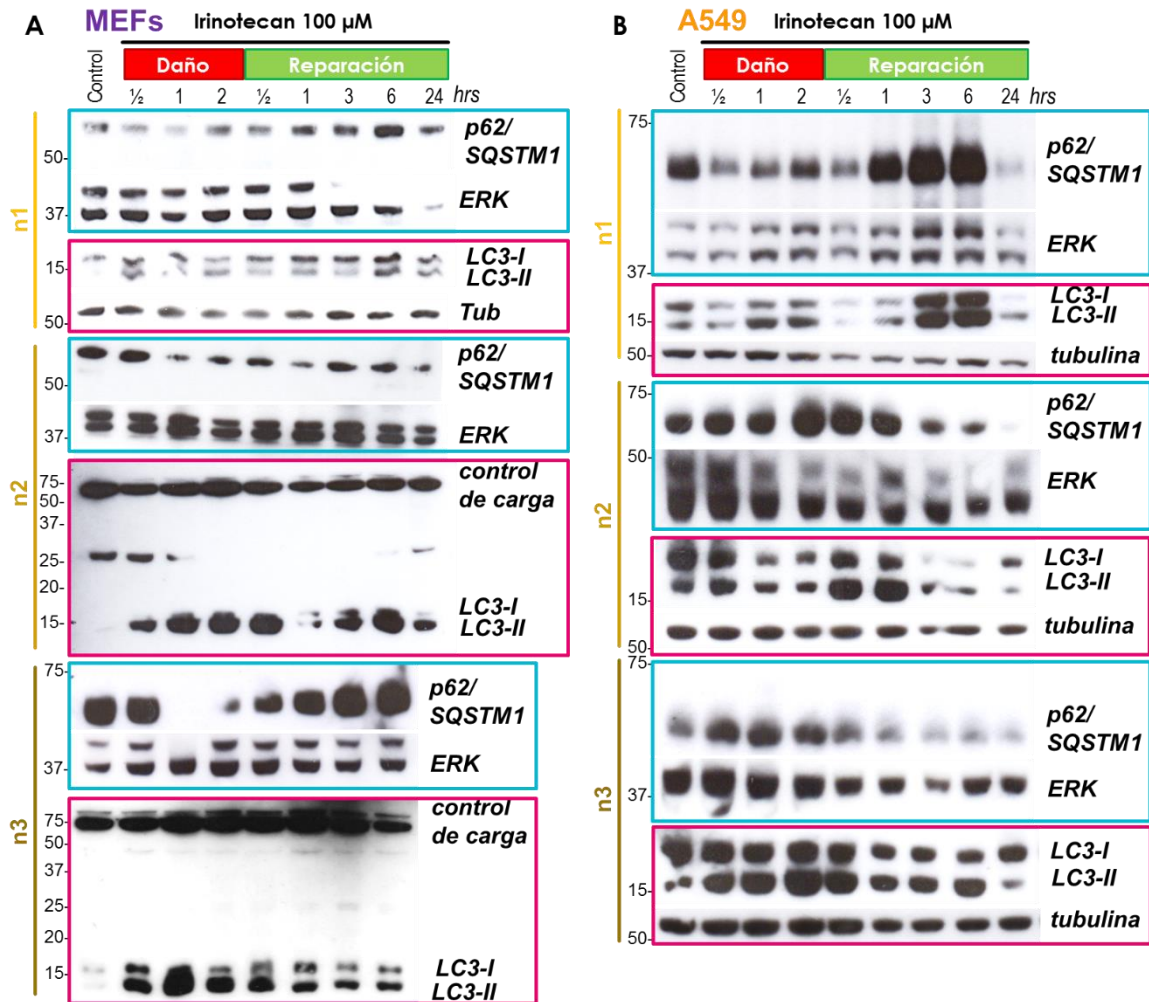 A MEFs Irinotecan 100 µM
Daño Reparación
Control ½ 1 2 ½ 1 3 6 24 hrs
n1
p62/
SQSTM1
50-
ERK
37-
LC3-I
15-
LC3-II
Tub
50-
n2
75-
p62/
SQSTM1
50-
ERK
37-
control
75-
de carga
50-
37-
25-
20-
LC3-I
15-
LC3-II
n3
75-
p62/
SQSTM1
ERK
37-
control
75-
de carga
50-
37-
25-
20-
15-
LC3-I
LC3-II
B A549 Irinotecan 100 µM
Daño Reparación
Control ½ 1 2 ½ 1 3 6 24
n1
75-
p62/
SQSTM1
ERK
37-
LC3-I
15-
LC3-II
50-
tubulina
n2
75-
p62/
SQSTM1
50-
ERK
LC3-I
LC3-II
15-
tubulina
50-
n3
75-
p62/
SQSTM1
ERK
37-
LC3-I
LC3-II
15-
tubulina
50-